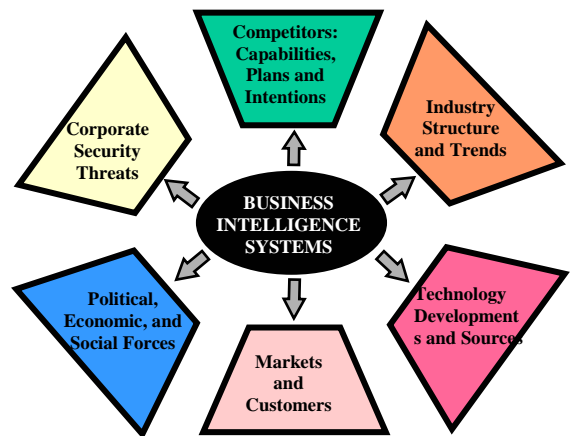 Competitors:
Capabilities,
Plans and
Intentions
Corporate
Security
Threats
Industry
Structure
and Trends
BUSINESS
INTELLIGENCE
SYSTEMS
Political,
Economic, and
Social Forces
Technology
Development
s and Sources
Markets
and
Customers